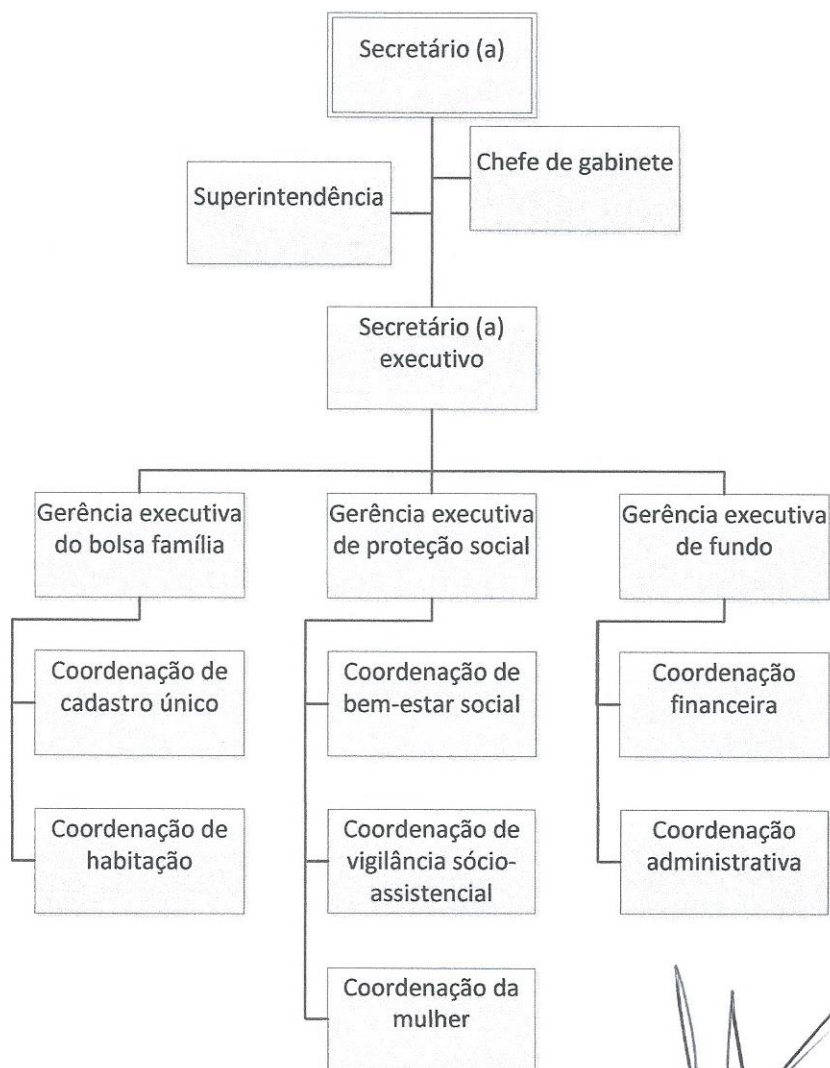 Secretário (a)
Chefe de gabinete
Superintendência
Secretário (a)
executivo
Gerência executiva
do bolsa família
Gerência executiva
de proteção social
Gerência executiva
de fundo
Coordenação de
cadastro único
Coordenação de
bem-estar social
Coordenação
financeira
Coordenação de
habitação
Coordenação de
vigilância sócio-
assistencial
Coordenação
administrativa
Coordenação da
mulher